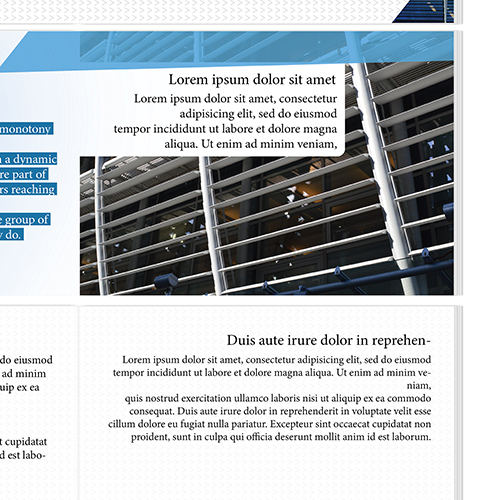 Lorem ipsum dolor sit amet
Lorem ipsum dolor sit amet, consectetur
adipisicing elit, sed do eiusmod
tempor incididunt ut labore et dolore magna
aliqua. Ut enim ad minim veniam,
monotony
a dynamic
re part of
rs reaching
group of
do.
Duis aute irure dolor in reprehen-
Lorem ipsum dolor sit amet, consectetur adipisicing elit, sed do eiusmod
tempor incididunt ut labore et dolore magna aliqua. Ut enim ad minim ve-
niam,
quis nostrud exercitation ullamco laboris nisi ut aliquip ex ea commodo
consequat. Duis aute irure dolor in reprehenderit in voluptate velit esse
cillum dolore eu fugiat nulla pariatur. Excepteur sint occaecat cupidatat non
proident, sunt in culpa qui officia deserunt mollit anim id est laborum.
do eiusmod
ad minim
uip ex ea
t cupidatat
d est labo-